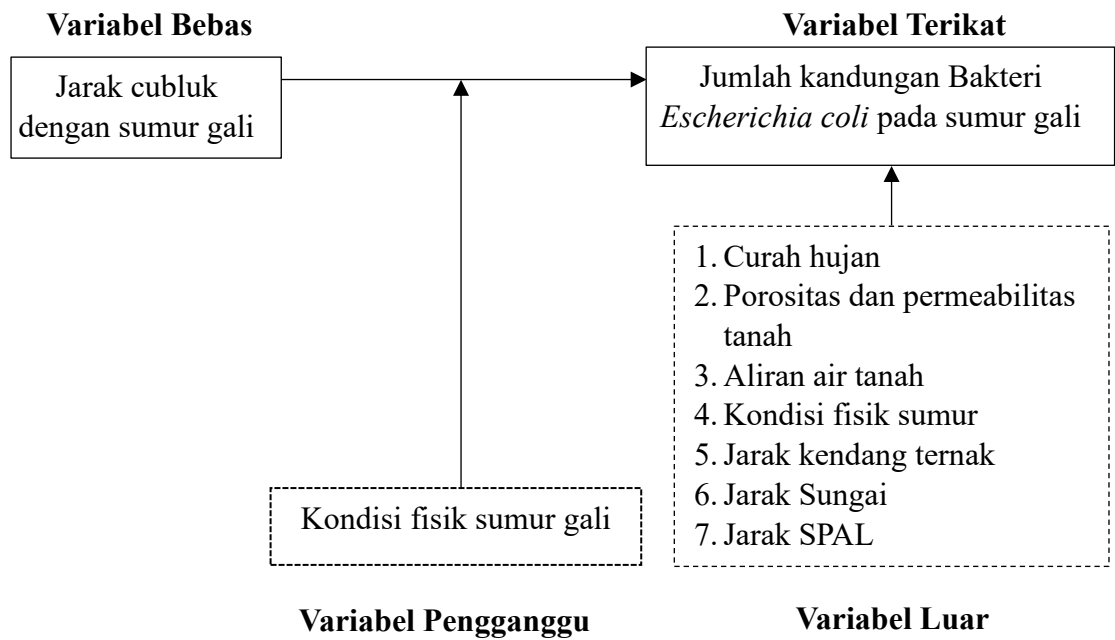 Variabel Bebas
Jarak cubluk
dengan sumur gali
Variabel Terikat
Jumlah kandungan Bakteri
Escherichia coli pada sumur gali
1. Curah hujan
2. Porositas dan permeabilitas
tanah
3. Aliran air tanah
4. Kondisi fisik sumur
5. Jarak kendang ternak
6. Jarak Sungai
7. Jarak SPAL
Kondisi fisik sumur gali
Variabel Pengganggu
Variabel Luar